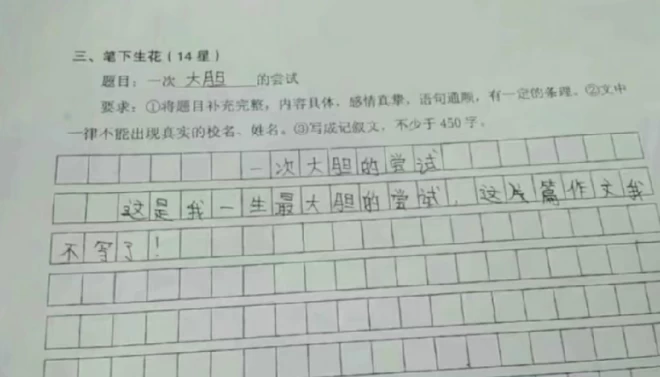 三、笔下生花（14星）
题目：一次 大胆 的尝试
要求：①将题目补充完整，内容具体，感情真挚，语句通顺，有一定的条理。②文中
一律不能出现真实的校名、姓名。③写成记叙文，不少于450字。
一次大胆的尝试
这是我一生最大胆的尝试，这篇作文我
不写了！